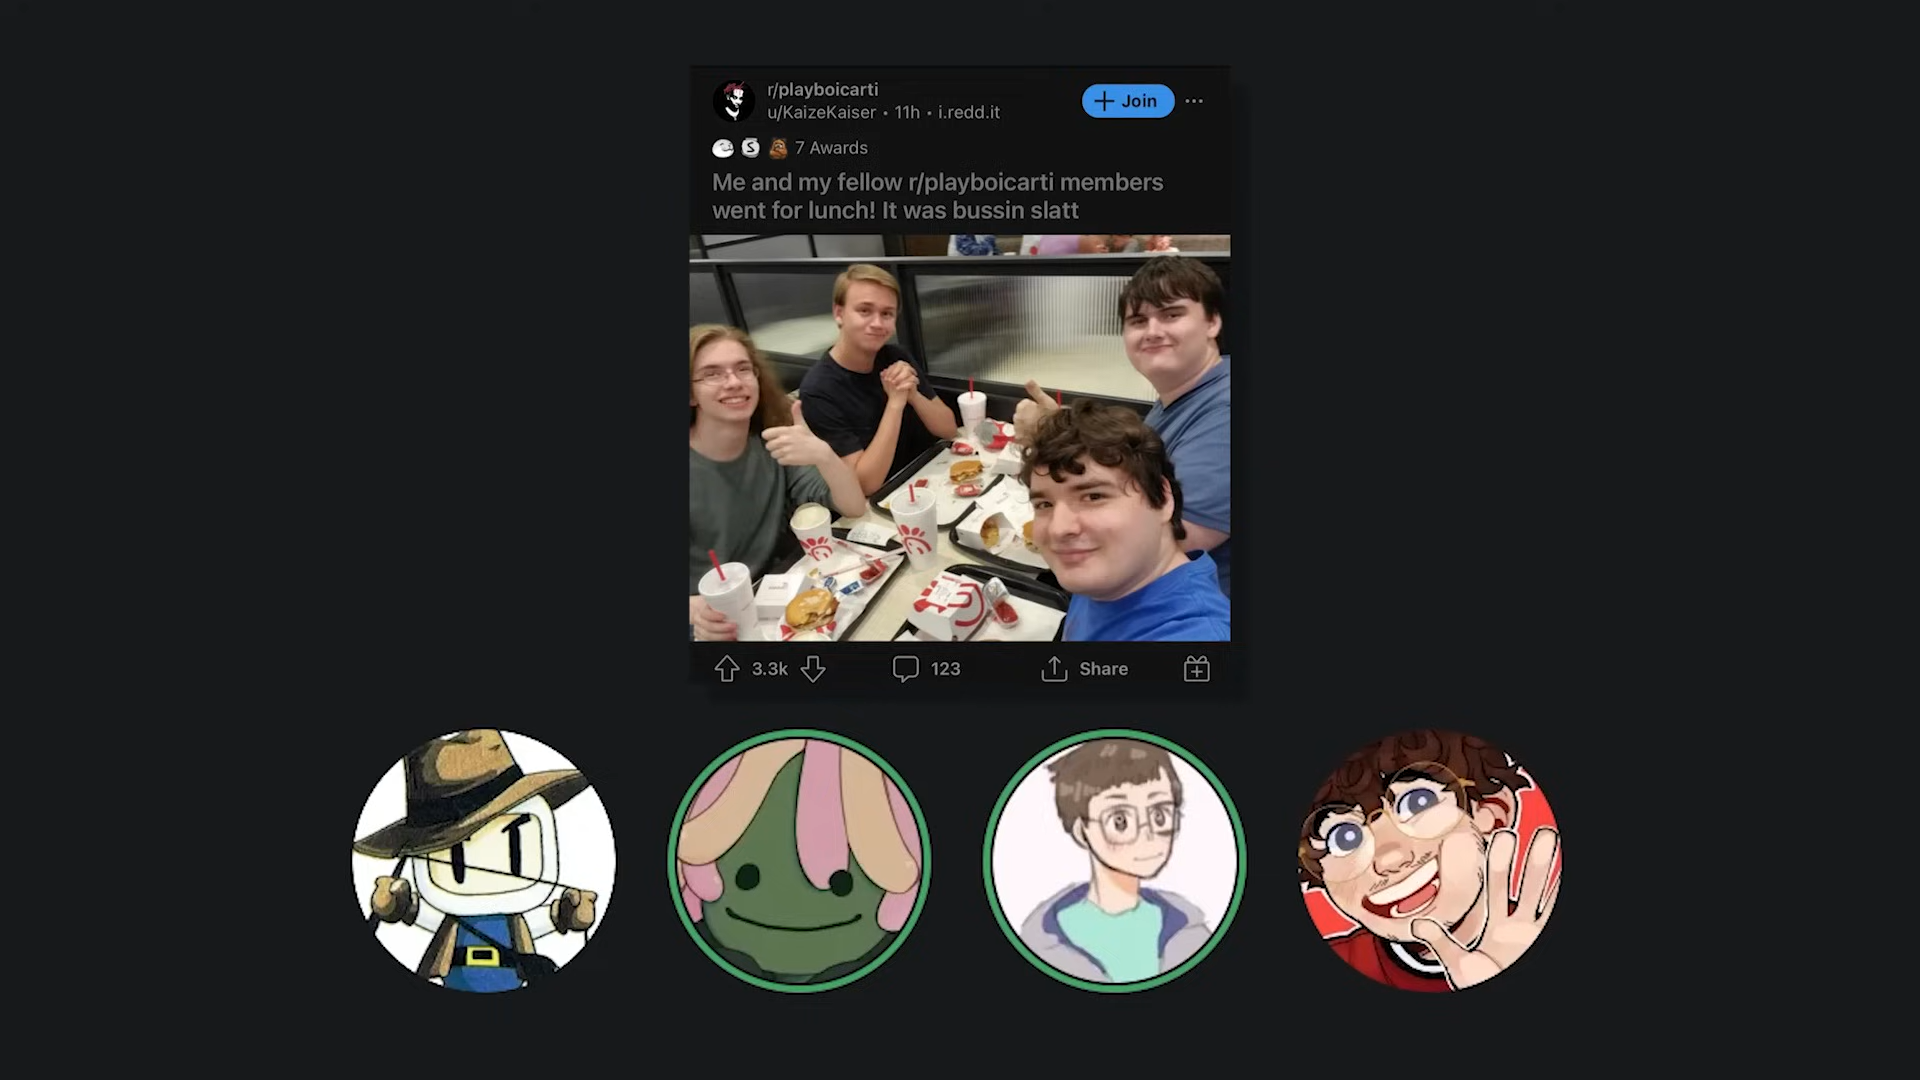 r/playboicarti
u/KaizeKaiser • 11h • i.redd.it
Join
7 Awards
Me and my fellow r/playboicarti members
went for lunch! It was bussin slatt
3.3k
123
Share